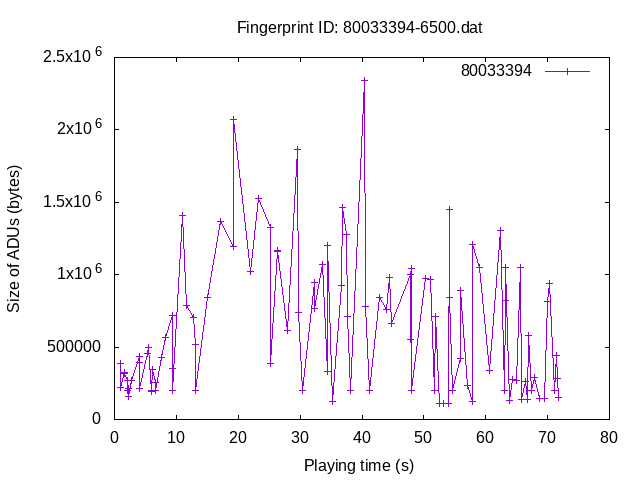 Fingerprint ID: 80033394-6500.dat
2.5x10^6
80033394
2x10^6
1.5x10^6
1x10^6
500000
0
Size of ADUs (bytes)
0 10 20 30 40 50 60 70 80
Playing time (s)